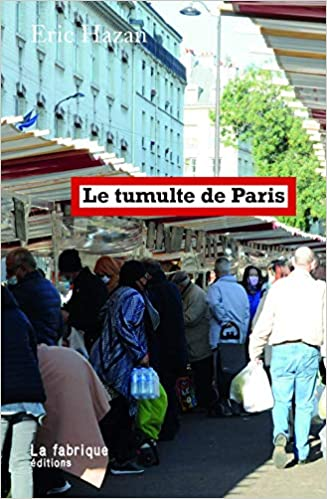 Eric Hazan
Le tumulte de Paris
La fabrique
éditions